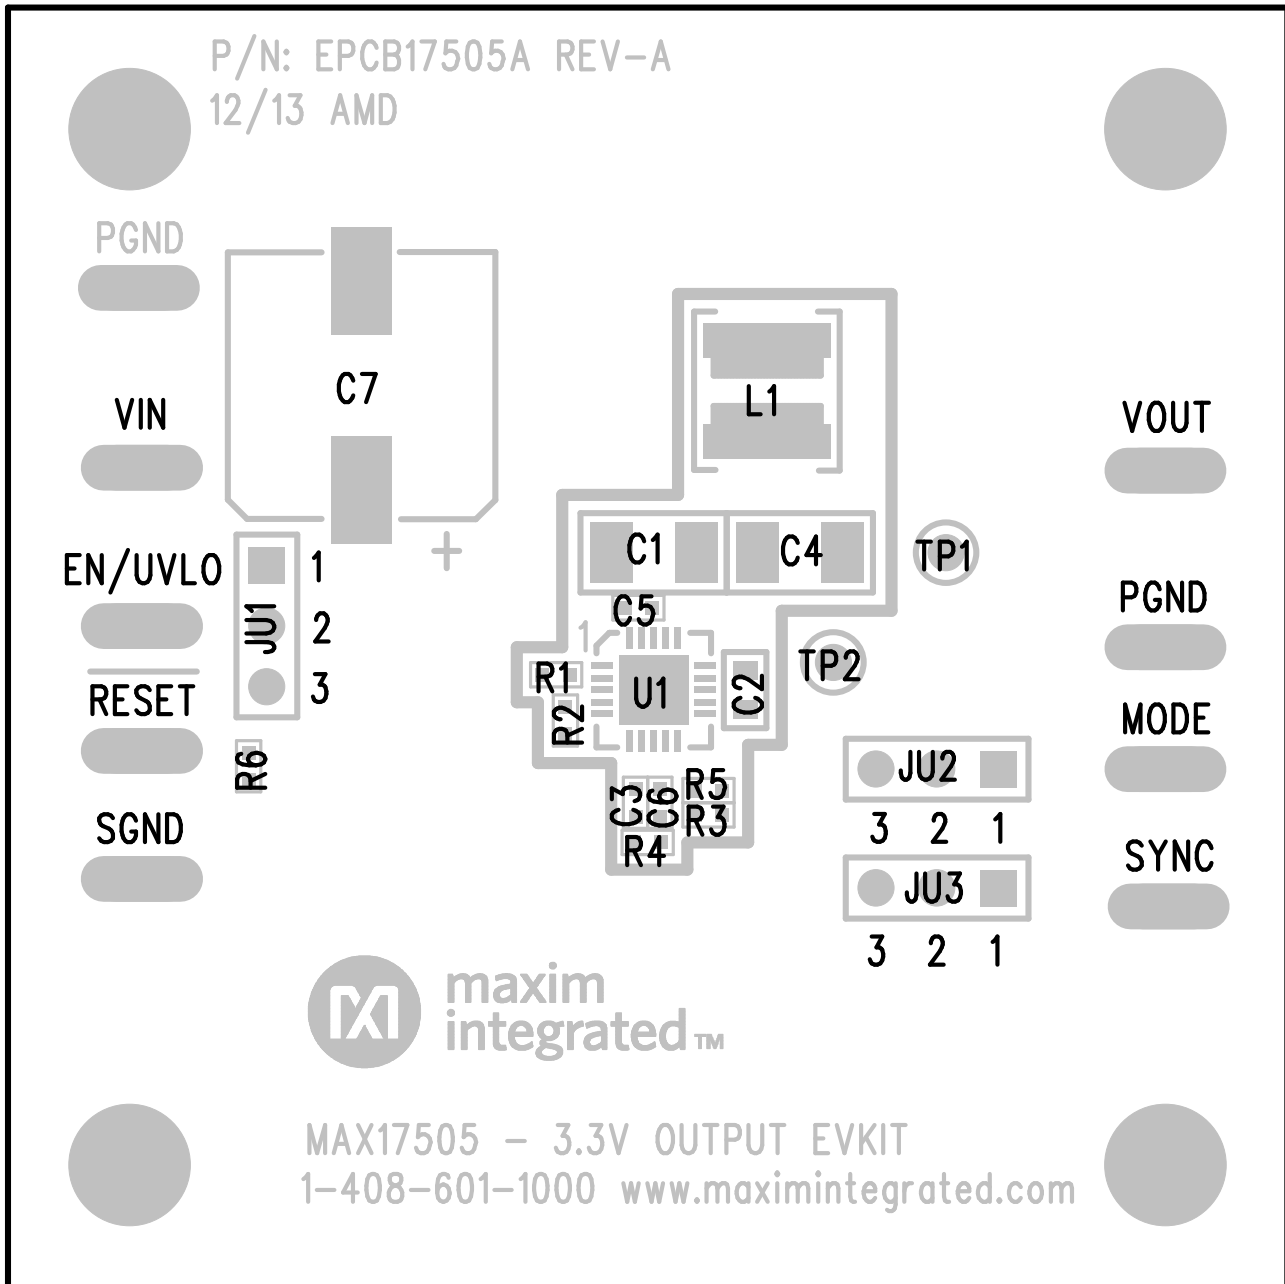 P/N: EPCB17505A REV-A
12/13 AMD
PGND
C7
L1
VIN
VOUT
C1
C4
TP1
EN/UVLO
JU1
1
2
3
+
C5
1
PGND
R1
U1
C2
TP2
R2
RESET
MODE
R6
C3
C6
R5
R3
R4
JU2
3 2 1
SGND
SYNC
JU3
3 2 1
maxim
integrated™
MAX17505 - 3.3V OUTPUT EVKIT
1-408-601-1000 www.maximintegrated.com